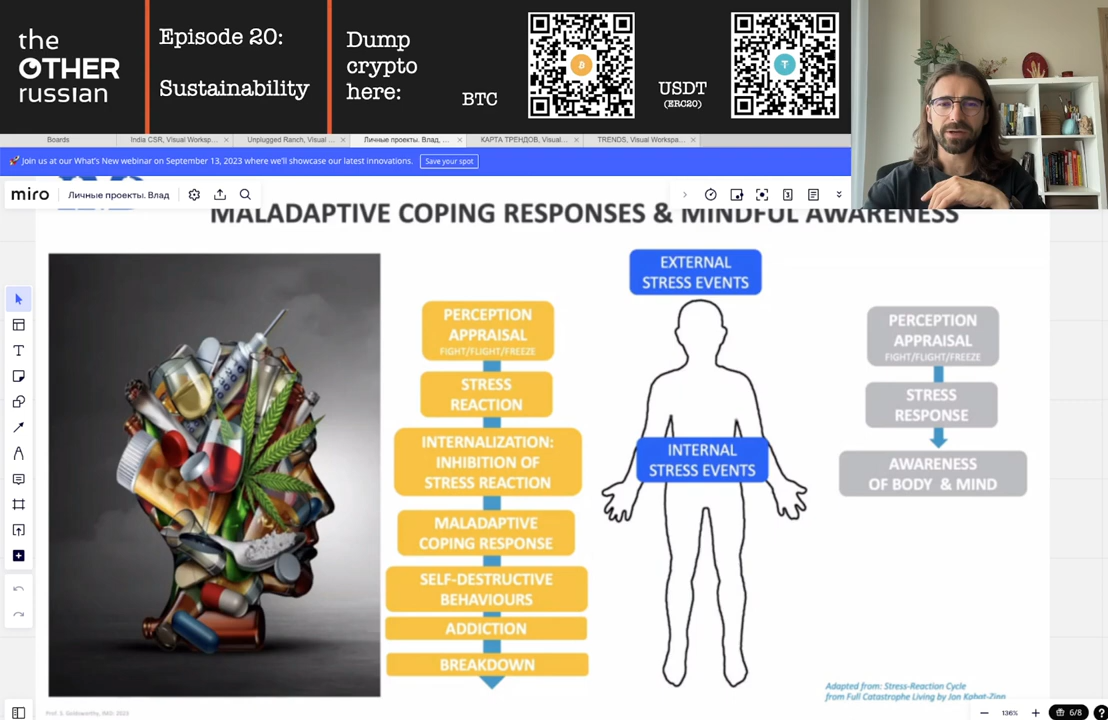 the
OTHER
russian
Episode 20:
Sustainability
Dump
crypto
here:
BTC
USDT
(ERC20)
Boards
India CSR, Visual Worksp...
Unplugged Ranch, Visual ...
Личные проекты. Влад, ...
КАРТА ТРЕНДОВ, Visual...
TRENDS, Visual Workspa...
🚀 Join us at our What's New webinar on September 13, 2023 where we'll showcase our latest innovations.
Save your spot
miro
Личные проекты. Влад
MALADAPTIVE COPING RESPONSES & MINDFUL AWARENESS
PERCEPTION
APPRAISAL
FIGHT/FLIGHT/FREEZE
STRESS
REACTION
INTERNALIZATION:
INHIBITION OF
STRESS REACTION
MALADAPTIVE
COPING RESPONSE
SELF-DESTRUCTIVE
BEHAVIOURS
ADDICTION
BREAKDOWN
EXTERNAL
STRESS EVENTS
INTERNAL
STRESS EVENTS
PERCEPTION
APPRAISAL
FIGHT/FLIGHT/FREEZE
STRESS
RESPONSE
AWARENESS
OF BODY & MIND
Adapted from: Stress-Reaction Cycle
from Full Catastrophe Living by Jon Kabat-Zinn
Prof. J. Goldsworthy, 2023
136%
6/8